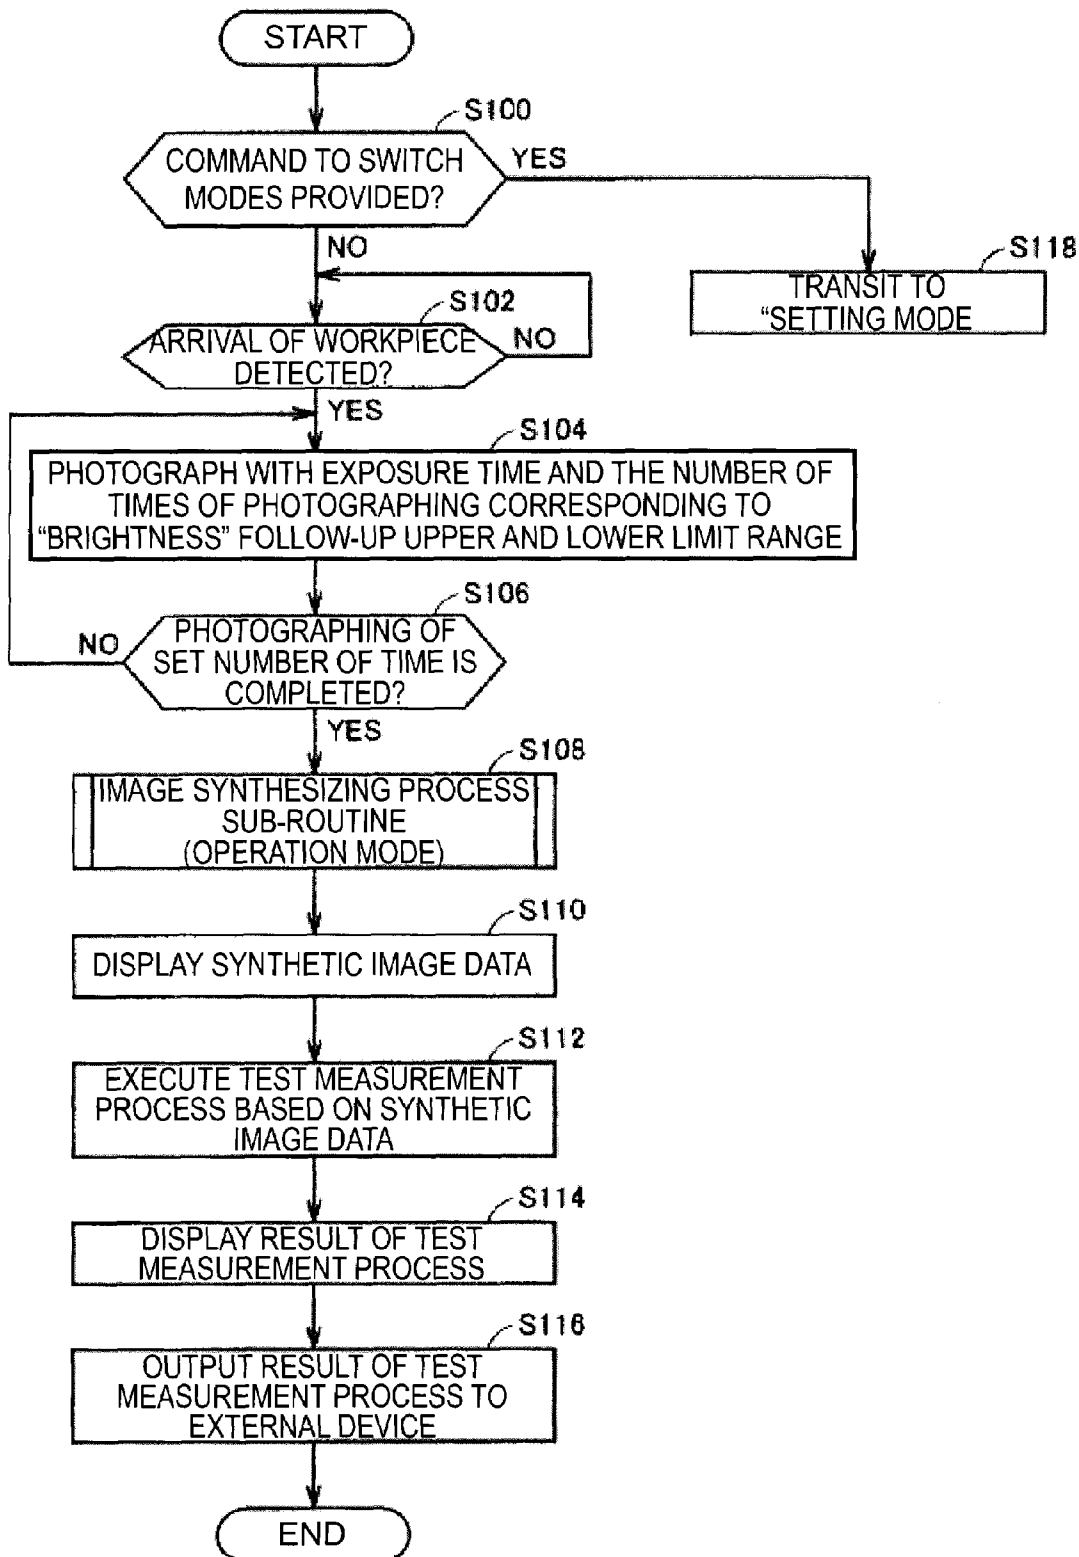 START
S100
COMMAND TO SWITCH
MODES PROVIDED?
YES
NO
S118
TRANSIT TO
“SETTING MODE
S102
ARRIVAL OF WORKPIECE
DETECTED?
NO
YES
S104
PHOTOGRAPH WITH EXPOSURE TIME AND THE NUMBER OF
TIMES OF PHOTOGRAPHING CORRESPONDING TO
“BRIGHTNESS” FOLLOW-UP UPPER AND LOWER LIMIT RANGE
S106
PHOTOGRAPHING OF
SET NUMBER OF TIME IS
COMPLETED?
NO
YES
S108
IMAGE SYNTHESIZING PROCESS
SUB-ROUTINE
(OPERATION MODE)
S110
DISPLAY SYNTHETIC IMAGE DATA
S112
EXECUTE TEST MEASUREMENT
PROCESS BASED ON SYNTHETIC
IMAGE DATA
S114
DISPLAY RESULT OF TEST
MEASUREMENT PROCESS
S116
OUTPUT RESULT OF TEST
MEASUREMENT PROCESS TO
EXTERNAL DEVICE
END